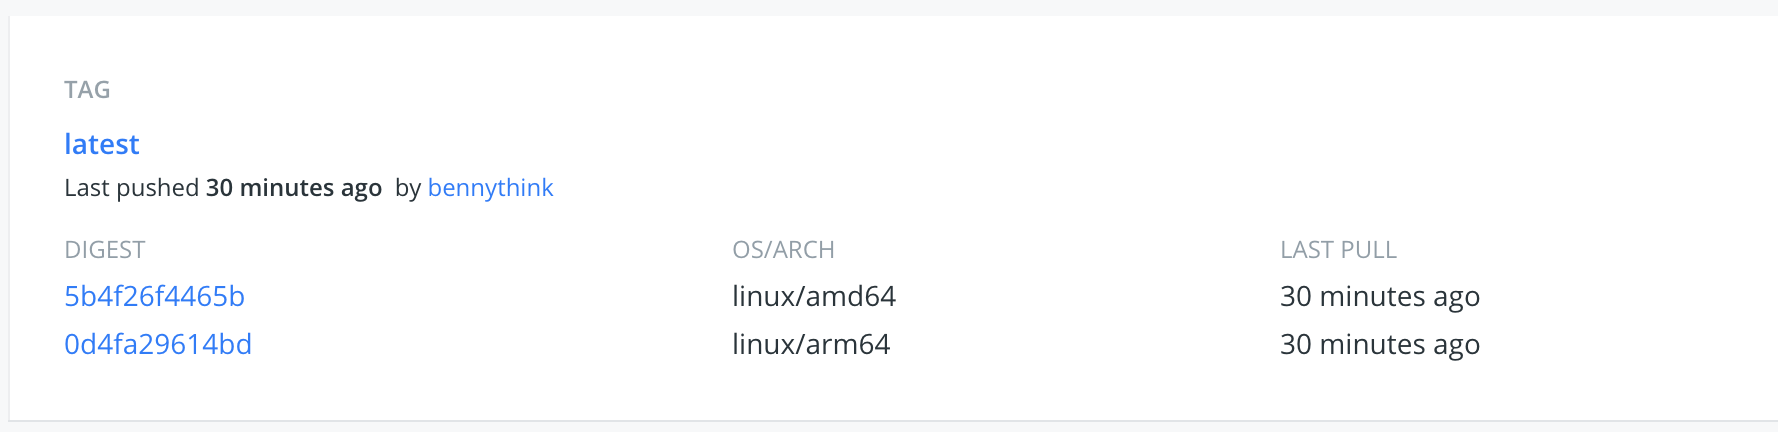 TAG
latest
Last pushed 30 minutes ago by bennythink
DIGEST OS/ARCH LAST PULL
5b4f26f4465b linux/amd64 30 minutes ago
0d4fa29614bd linux/arm64 30 minutes ago